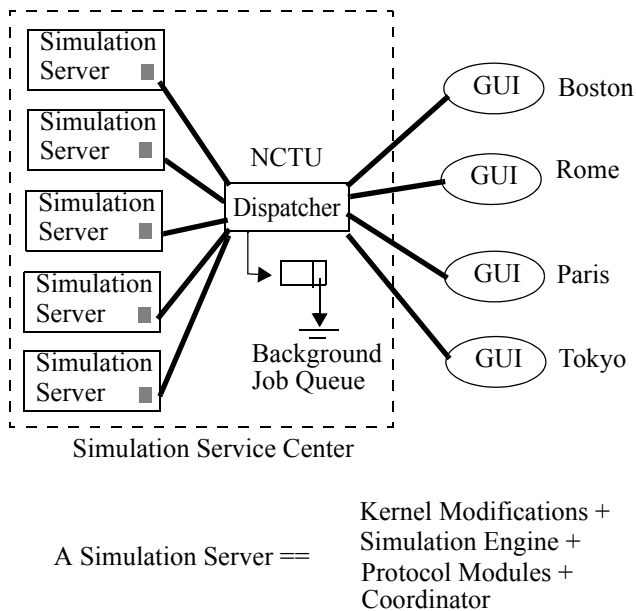 Simulation
Server
Simulation
Server
Simulation
Server
Simulation
Server
Simulation
Server
NCTU
Dispatcher
Background
Job Queue
GUI Boston
GUI Rome
GUI Paris
GUI Tokyo
Simulation Service Center
A Simulation Server ==
Kernel Modifications +
Simulation Engine +
Protocol Modules +
Coordinator